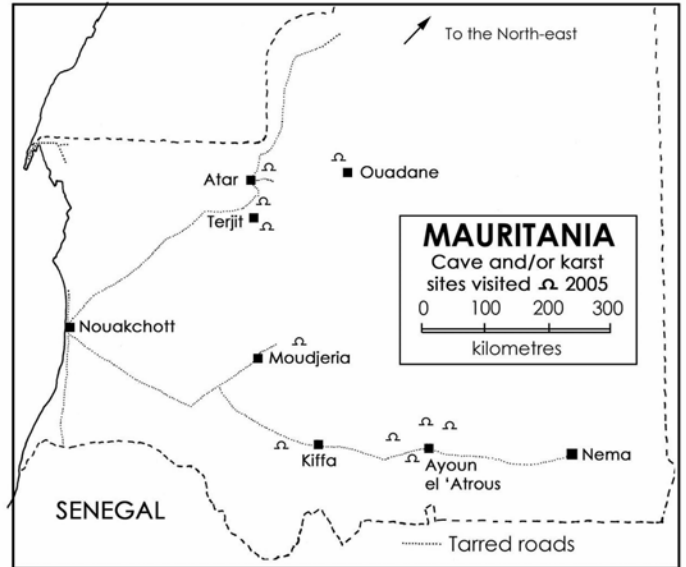 To the North-east
Atar
Ouadane
Terjit
MAURITANIA
Cave and/or karst
sites visited Ω 2005
0 100 200 300
kilometres
Nouakchott
Moudjeria
Kiffa
Ayoun
el ‘Atrous
Nema
SENEGAL
Tarred roads